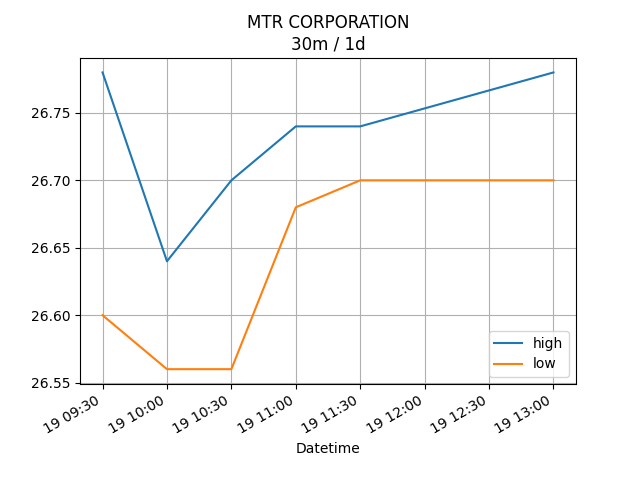 MTR CORPORATION
30m / 1d
26.75
26.70
26.65
26.60
26.55
high
low
19 09:30
19 10:00
19 10:30
19 11:00
19 11:30
19 12:00
19 12:30
19 13:00
Datetime